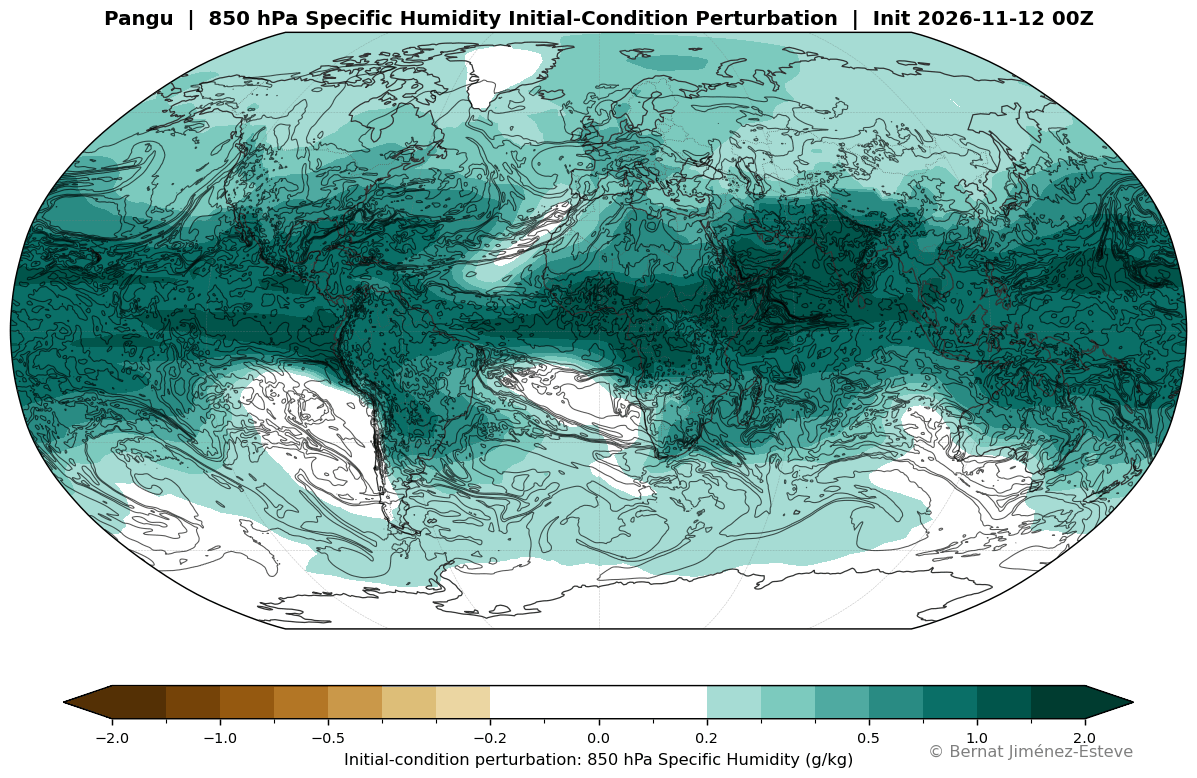 Pangu | 850 hPa Specific Humidity Initial-Condition Perturbation | Init 2026-11-12 00Z
−2.0 −1.0 −0.5 −0.2 0.0 0.2 0.5 1.0 2.0
© Bernat Jiménez-Esteve
Initial-condition perturbation: 850 hPa Specific Humidity (g/kg)